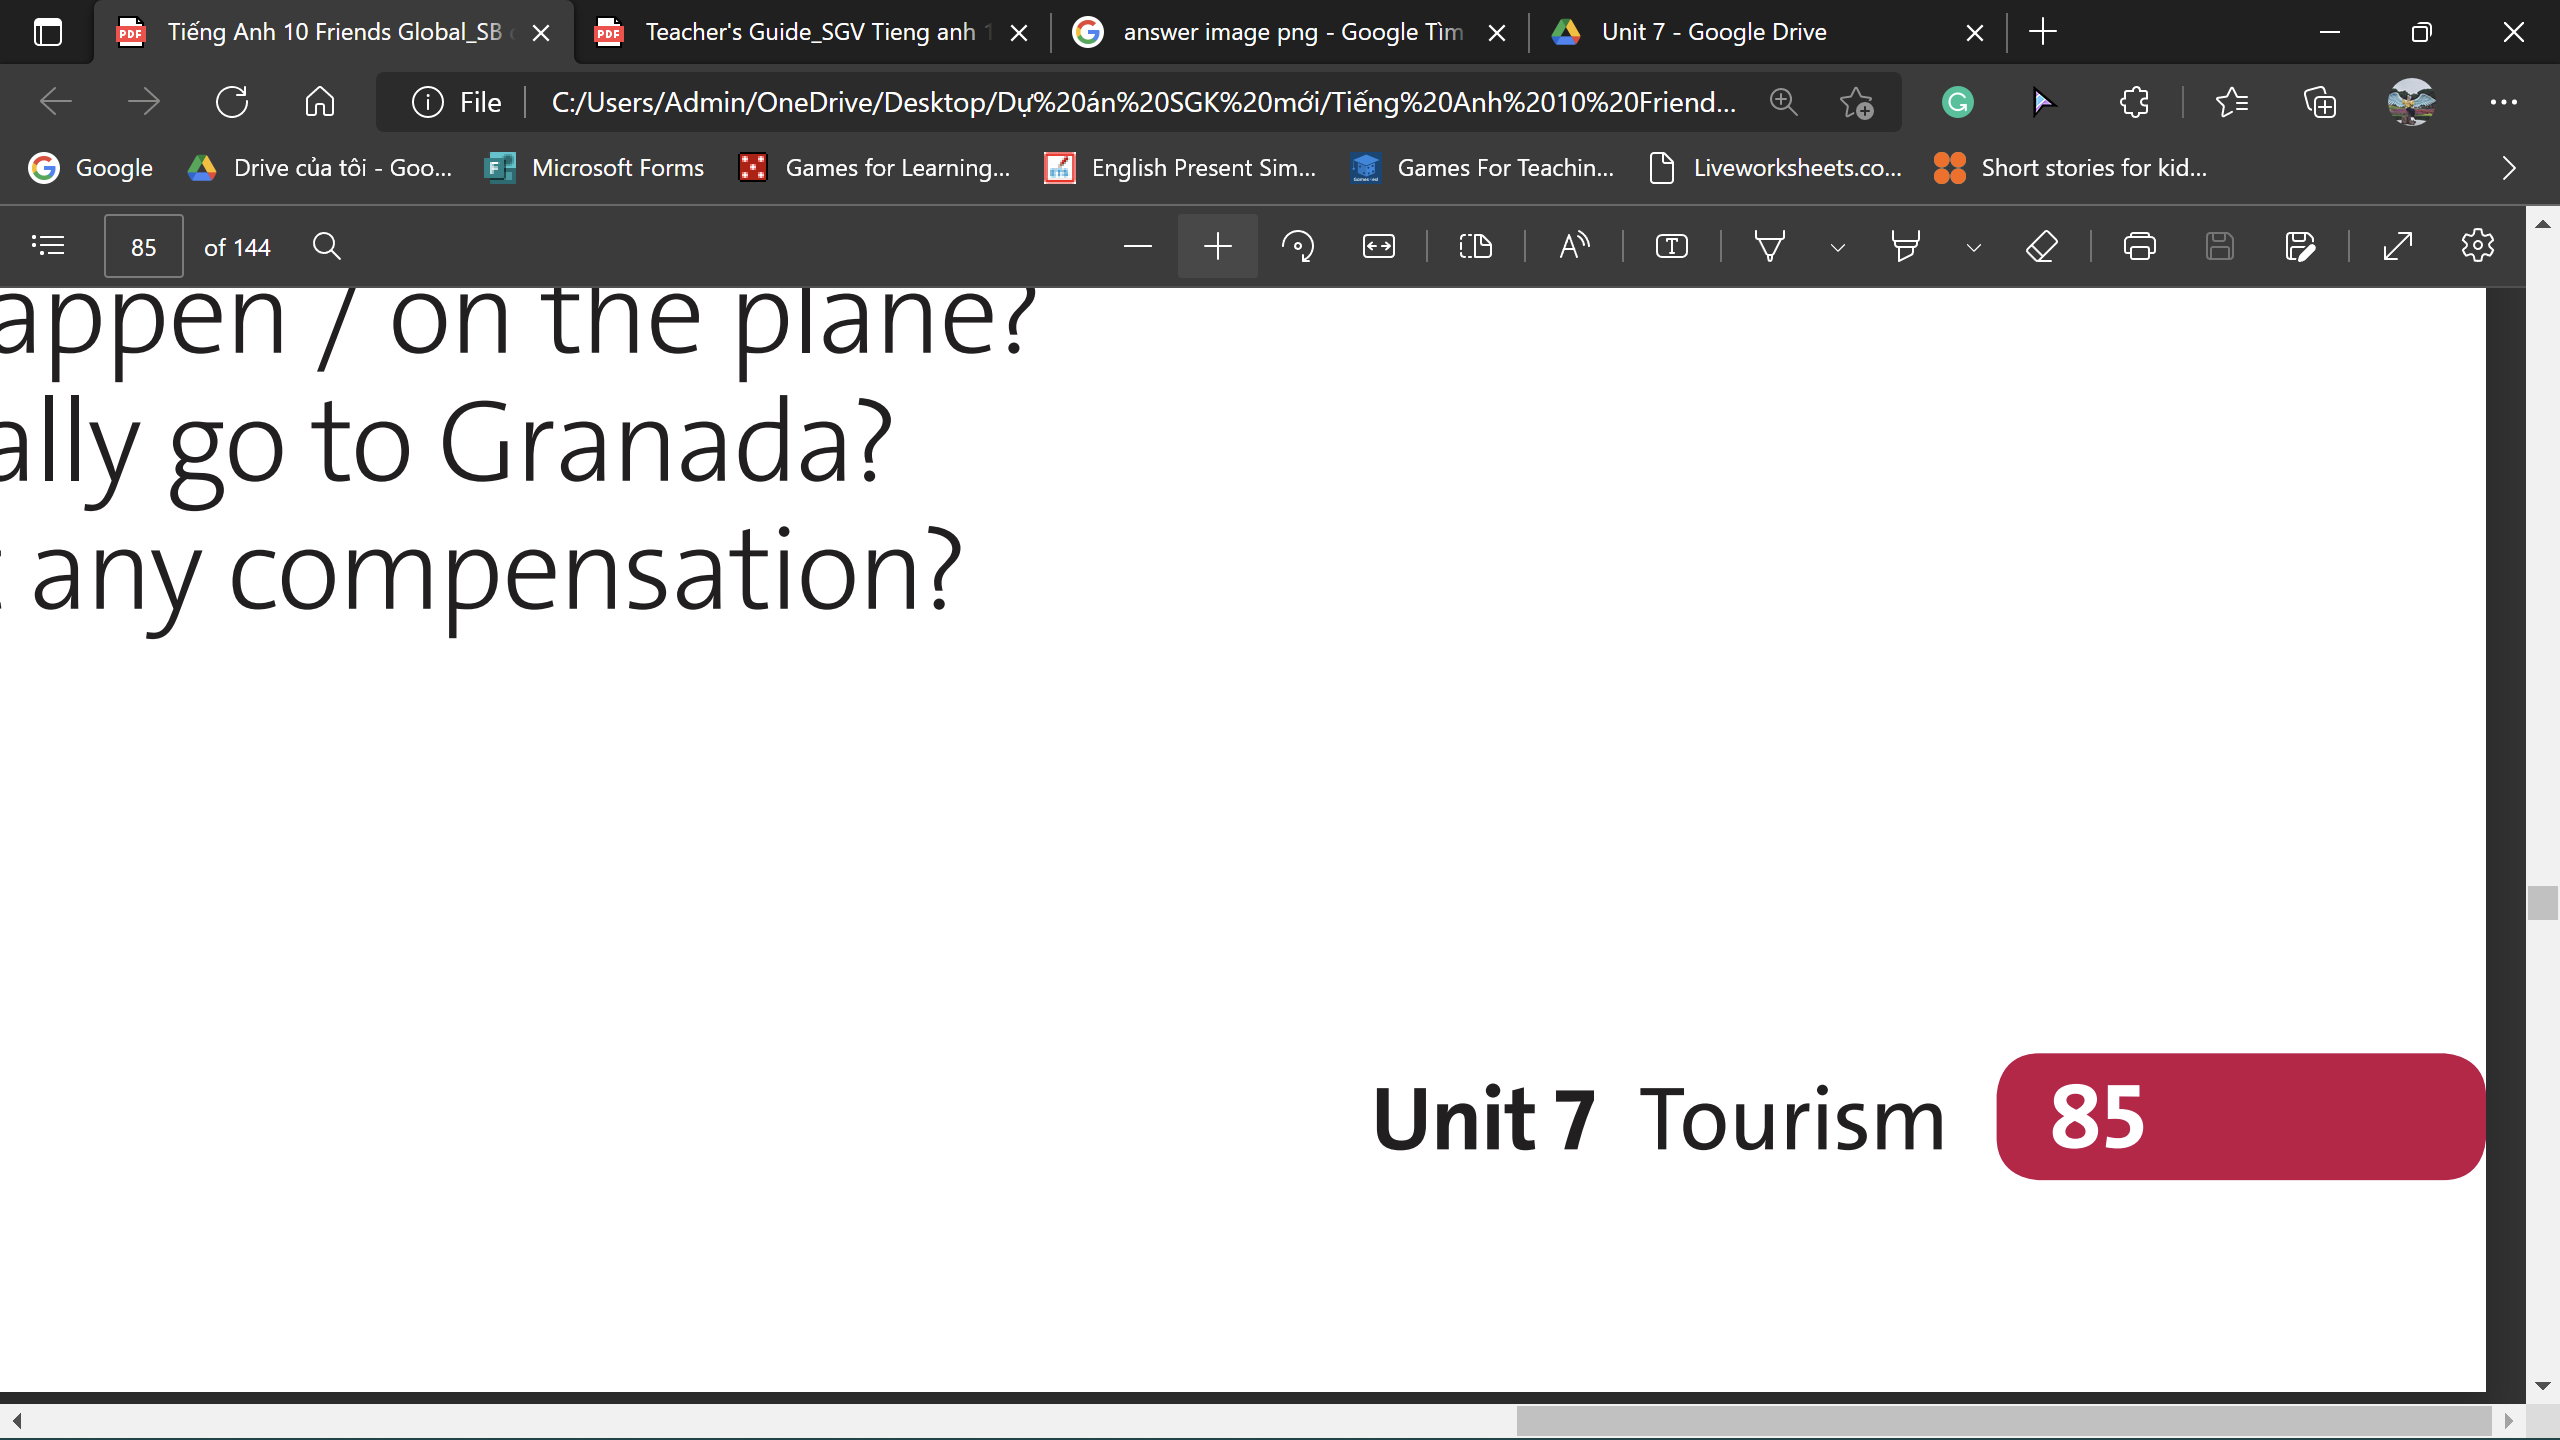 Tiếng Anh 10 Friends Global_SB
Teacher's Guide_SGV Tieng anh 1
answer image png - Google Tìm
Unit 7 - Google Drive
File
C:/Users/Admin/OneDrive/Desktop/Dự%20án%20SGK%20mới/Tiếng%20Anh%2010%20Friend...
Google
Drive của tôi - Goo...
Microsoft Forms
Games for Learning...
English Present Sim...
Games For Teachin...
Liveworksheets.co...
Short stories for kid...
85 of 144
appen / on the plane?
ally go to Granada?
any compensation?
Unit 7 Tourism 85